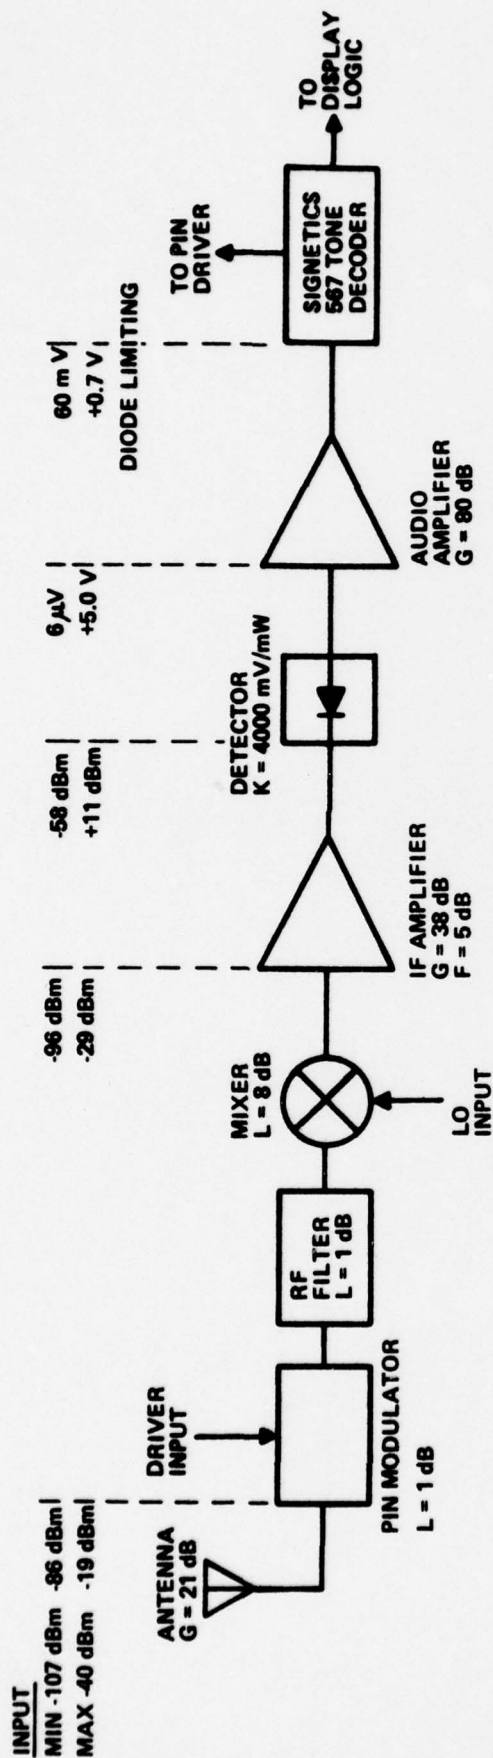 INPUT
MIN -107 dBm -86 dBm
MAX -40 dBm -19 dBm
-96 dBm
-29 dBm
-58 dBm
+11 dBm
6 µV
+5.0 V
60 mV
+0.7 V
DIODE LIMITING
ANTENNA
G = 21 dB
DRIVER
INPUT
PIN MODULATOR
L = 1 dB
RF
FILTER
L = 1 dB
MIXER
L = 8 dB
LO
INPUT
IF AMPLIFIER
G = 38 dB
F = 5 dB
DETECTOR
K = 4000 mV/mW
AUDIO
AMPLIFIER
G = 80 dB
TO PIN
DRIVER
SIGNETICS
567 TONE
DECODER
TO
DISPLAY
LOGIC